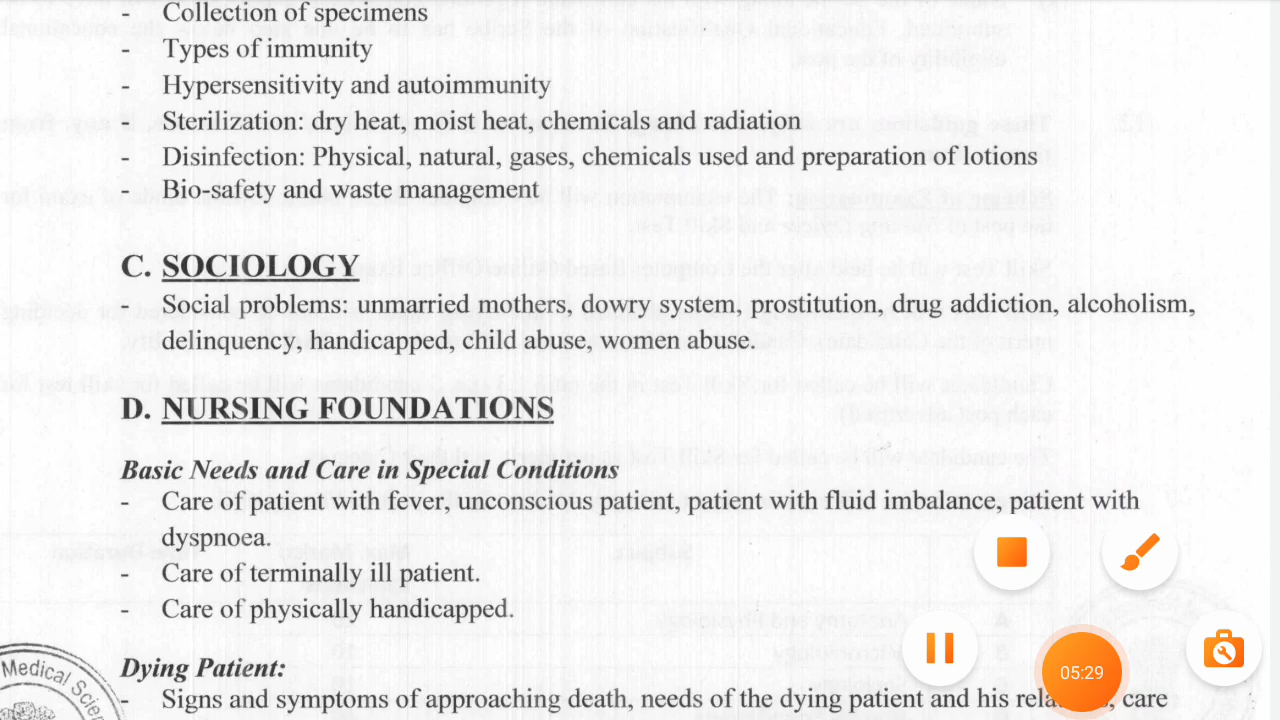 Collection of specimens
- Types of immunity
- Hypersensitivity and autoimmunity
- Sterilization: dry heat, moist heat, chemicals and radiation
- Disinfection: Physical, natural, gases, chemicals used and preparation of lotions
- Bio-safety and waste management
C. SOCIOLOGY
Social problems: unmarried mothers, dowry system, prostitution, drug addiction, alcoholism,
delinquency, handicapped, child abuse, women abuse.
D. NURSING FOUNDATIONS
Basic Needs and Care in Special Conditions
- Care of patient with fever, unconscious patient, patient with fluid imbalance, patient with
dyspnoea.
- Care of terminally ill patient.
- Care of physically handicapped.
Dying Patient:
- Signs and symptoms of approaching death, needs of the dying patient and his care
Medical
05:29